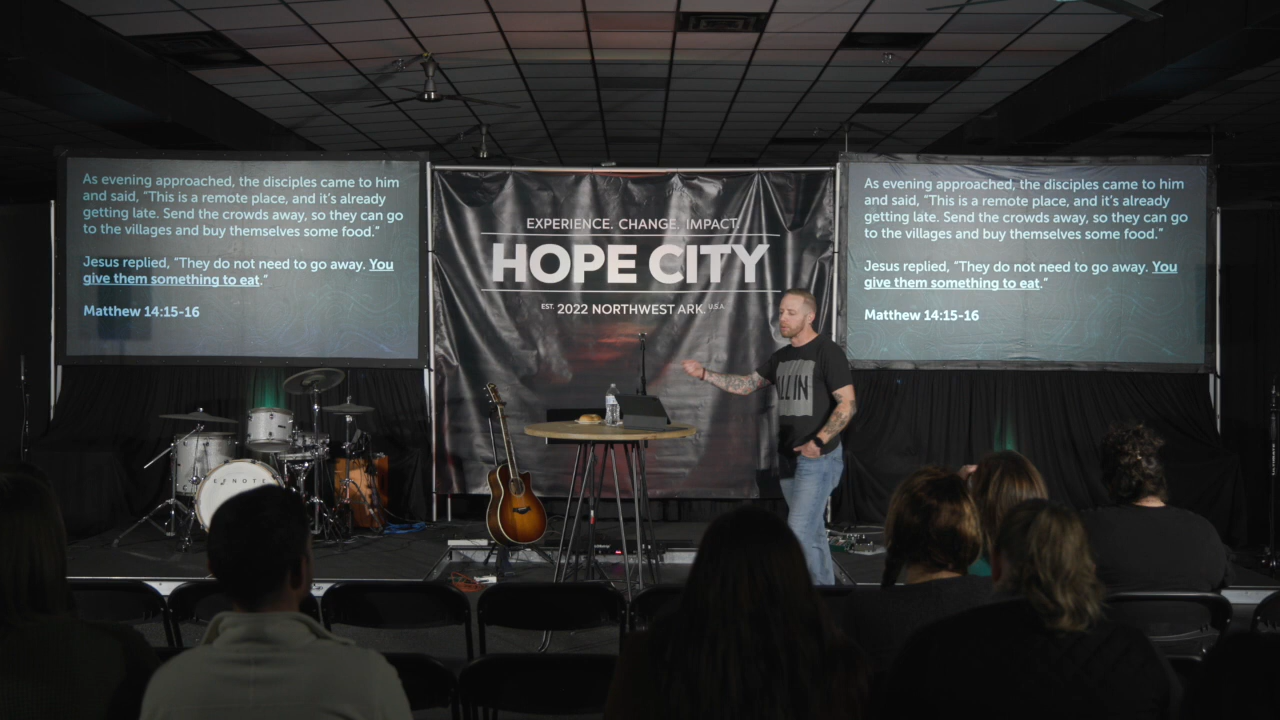 As evening approached, the disciples came to him
and said, “This is a remote place, and it’s already
getting late. Send the crowds away, so they can go
to the villages and buy themselves some food.”
Jesus replied, “They do not need to go away. You
give them something to eat.”
Matthew 14:15-16
EXPERIENCE. CHANGE. IMPACT.
HOPE CITY
EST. 2022 NORTHWEST ARK. U.S.A.
As evening approached, the disciples came to him
and said, “This is a remote place, and it’s already
getting late. Send the crowds away, so they can go
to the villages and buy themselves some food.”
Jesus replied, “They do not need to go away. You
give them something to eat.”
Matthew 14:15-16
ALL IN